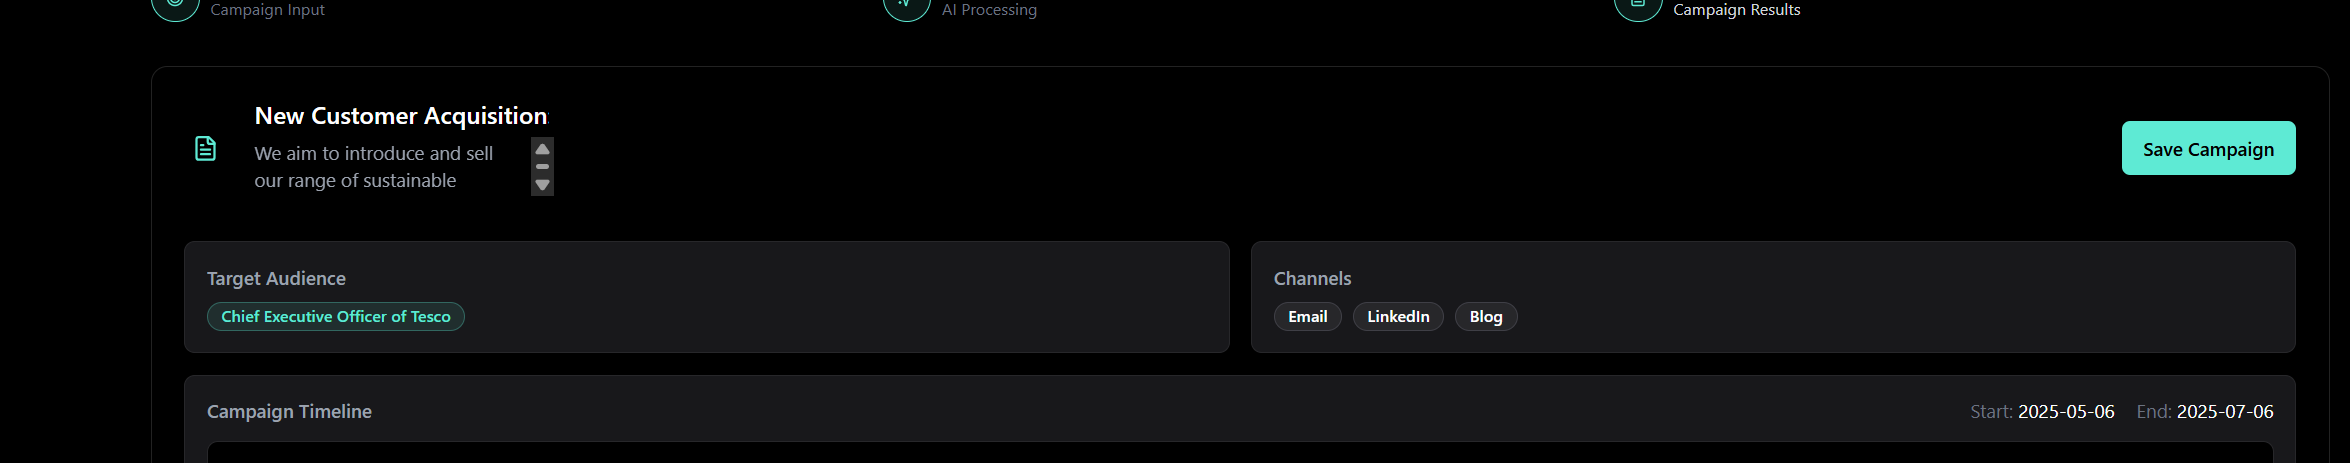 Campaign Input
AI Processing
Campaign Results
New Customer Acquisition:
We aim to introduce and sell
our range of sustainable
Save Campaign
Target Audience
Chief Executive Officer of Tesco
Channels
Email LinkedIn Blog
Campaign Timeline
Start: 2025-05-06 End: 2025-07-06